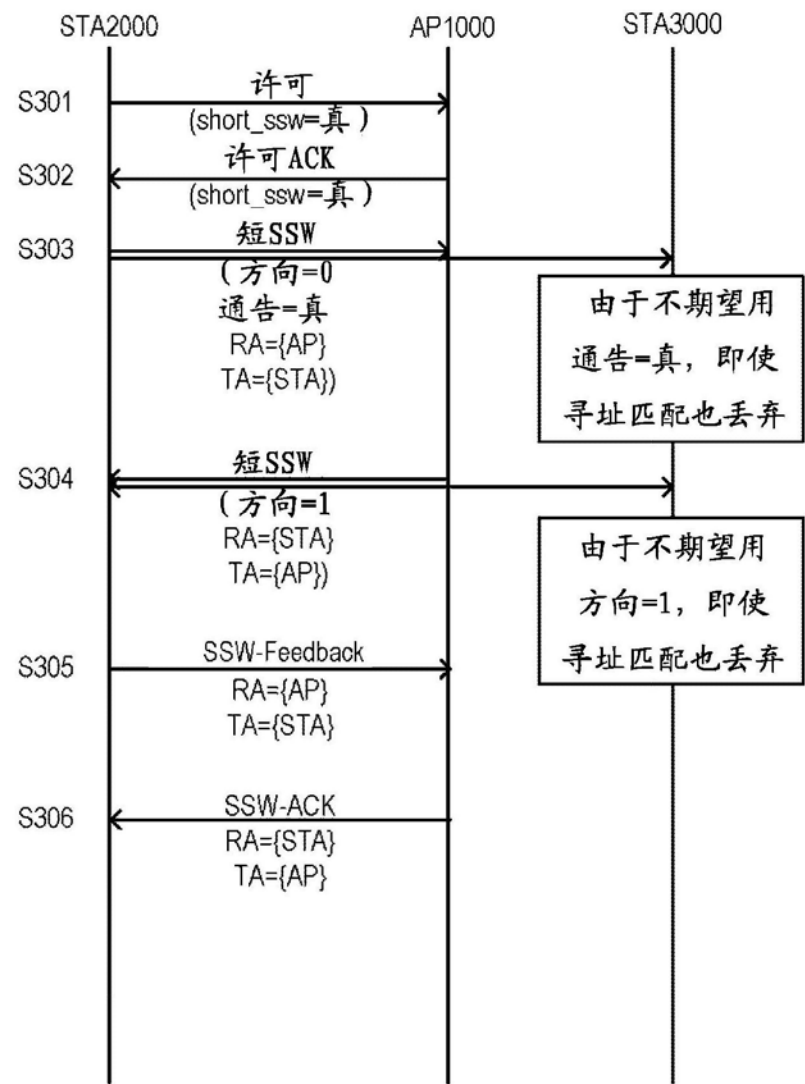 STA2000
AP1000
STA3000
S301
许可
(short_ssw=真)
S302
许可ACK
(short_ssw=真)
S303
短SSW
(方向=0
通告=真
RA={AP}
TA={STA})
由于不期望用
通告=真，即使
寻址匹配也丢弃
S304
短SSW
(方向=1
RA={STA}
TA={AP})
由于不期望用
方向=1，即使
寻址匹配也丢弃
S305
SSW-Feedback
RA={AP}
TA={STA}
S306
SSW-ACK
RA={STA}
TA={AP}